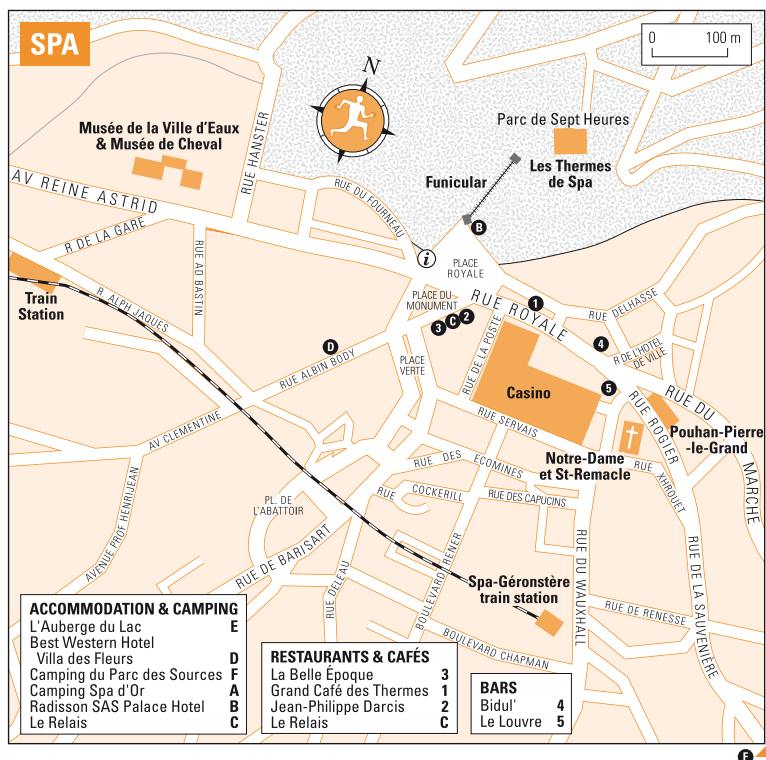 SPA
N
0 100 m
Parc de Sept Heures
Les Thermes
de Spa
Musée de la Ville d'Eaux
& Musée de Cheval
RUE HANSTER
AV REINE ASTRID
RUE DU FOURNEAU
Funicular
B
i
R DE LA GARE
RUE AD BASTIN
PLACE
ROYALE
Train
Station
R ALPH JAQUES
PLACE DU
MONUMENT
RUE ROYALE
1
RUE DELHASSE
3
C
2
4
R DE L'HOTEL
DE VILLE
D
RUE ALBIN BODY
PLACE
VERTE
RUE DE LA POSTE
Casino
5
RUE DU
MARCHE
RUE ROGIER
Pouhan-Pierre
-le-Grand
AV CLEMENTINE
RUE SERVAIS
Notre-Dame
et St-Remacle
RUE XHROUET
RUE DES ECOMINES
RUE COCKERILL
RUE DES CAPUCINS
AVENUE PROF HENRIJEAN
PL. DE
L'ABATTOIR
RUE DE BARISART
RUE DELEAU
BOULEVARD RENER
RUE DU WAUXHALL
RUE DE LA SAUVENIÈRE
Spa-Géronstère
train station
RUE DE RENESSE
BOULEVARD CHAPMAN
ACCOMMODATION & CAMPING
L'Auberge du Lac E
Best Western Hotel
Villa des Fleurs D
Camping du Parc des Sources F
Camping Spa d'Or A
Radisson SAS Palace Hotel B
Le Relais C
RESTAURANTS & CAFÉS
La Belle Époque 3
Grand Café des Thermes 1
Jean-Philippe Darcis 2
Le Relais C
BARS
Bidul' 4
Le Louvre 5
F